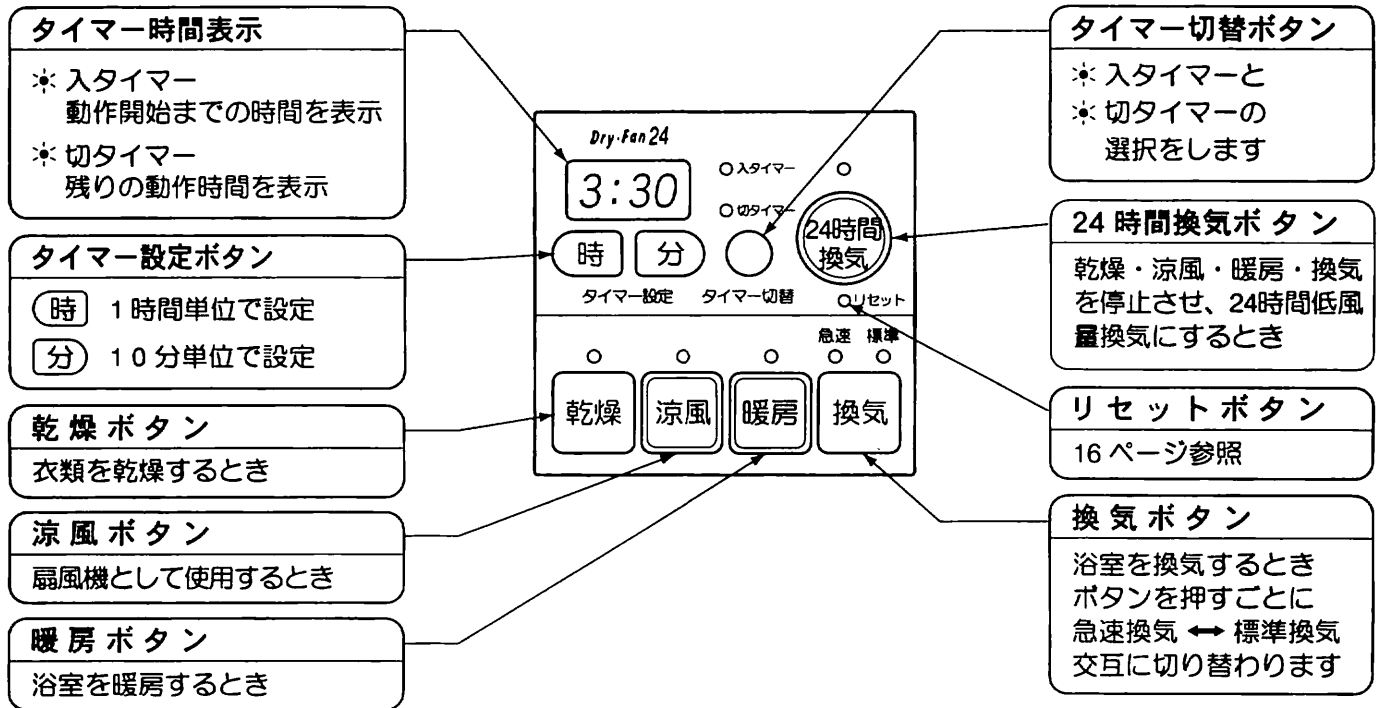 タイマー時間表示
入タイマー
動作開始までの時間を表示
切タイマー
残りの動作時間を表示
タイマー設定ボタン
時 1時間単位で設定
分 10分単位で設定
乾燥ボタン
衣類を乾燥するとき
涼風ボタン
扇風機として使用するとき
暖房ボタン
浴室を暖房するとき
Dry・Fan 24
3:30
入タイマー
切タイマー
24時間
換気
時 分
タイマー設定 タイマー切替
リセット
急速 標準
乾燥 涼風 暖房 換気
タイマー切替ボタン
入タイマーと
切タイマーの
選択をします
24時間換気ボタン
乾燥・涼風・暖房・換気
を停止させ、24時間低風
量換気にするとき
リセットボタン
16ページ参照
換気ボタン
浴室を換気するとき
ボタンを押すごとに
急速換気 ↔ 標準換気
交互に切り替わります